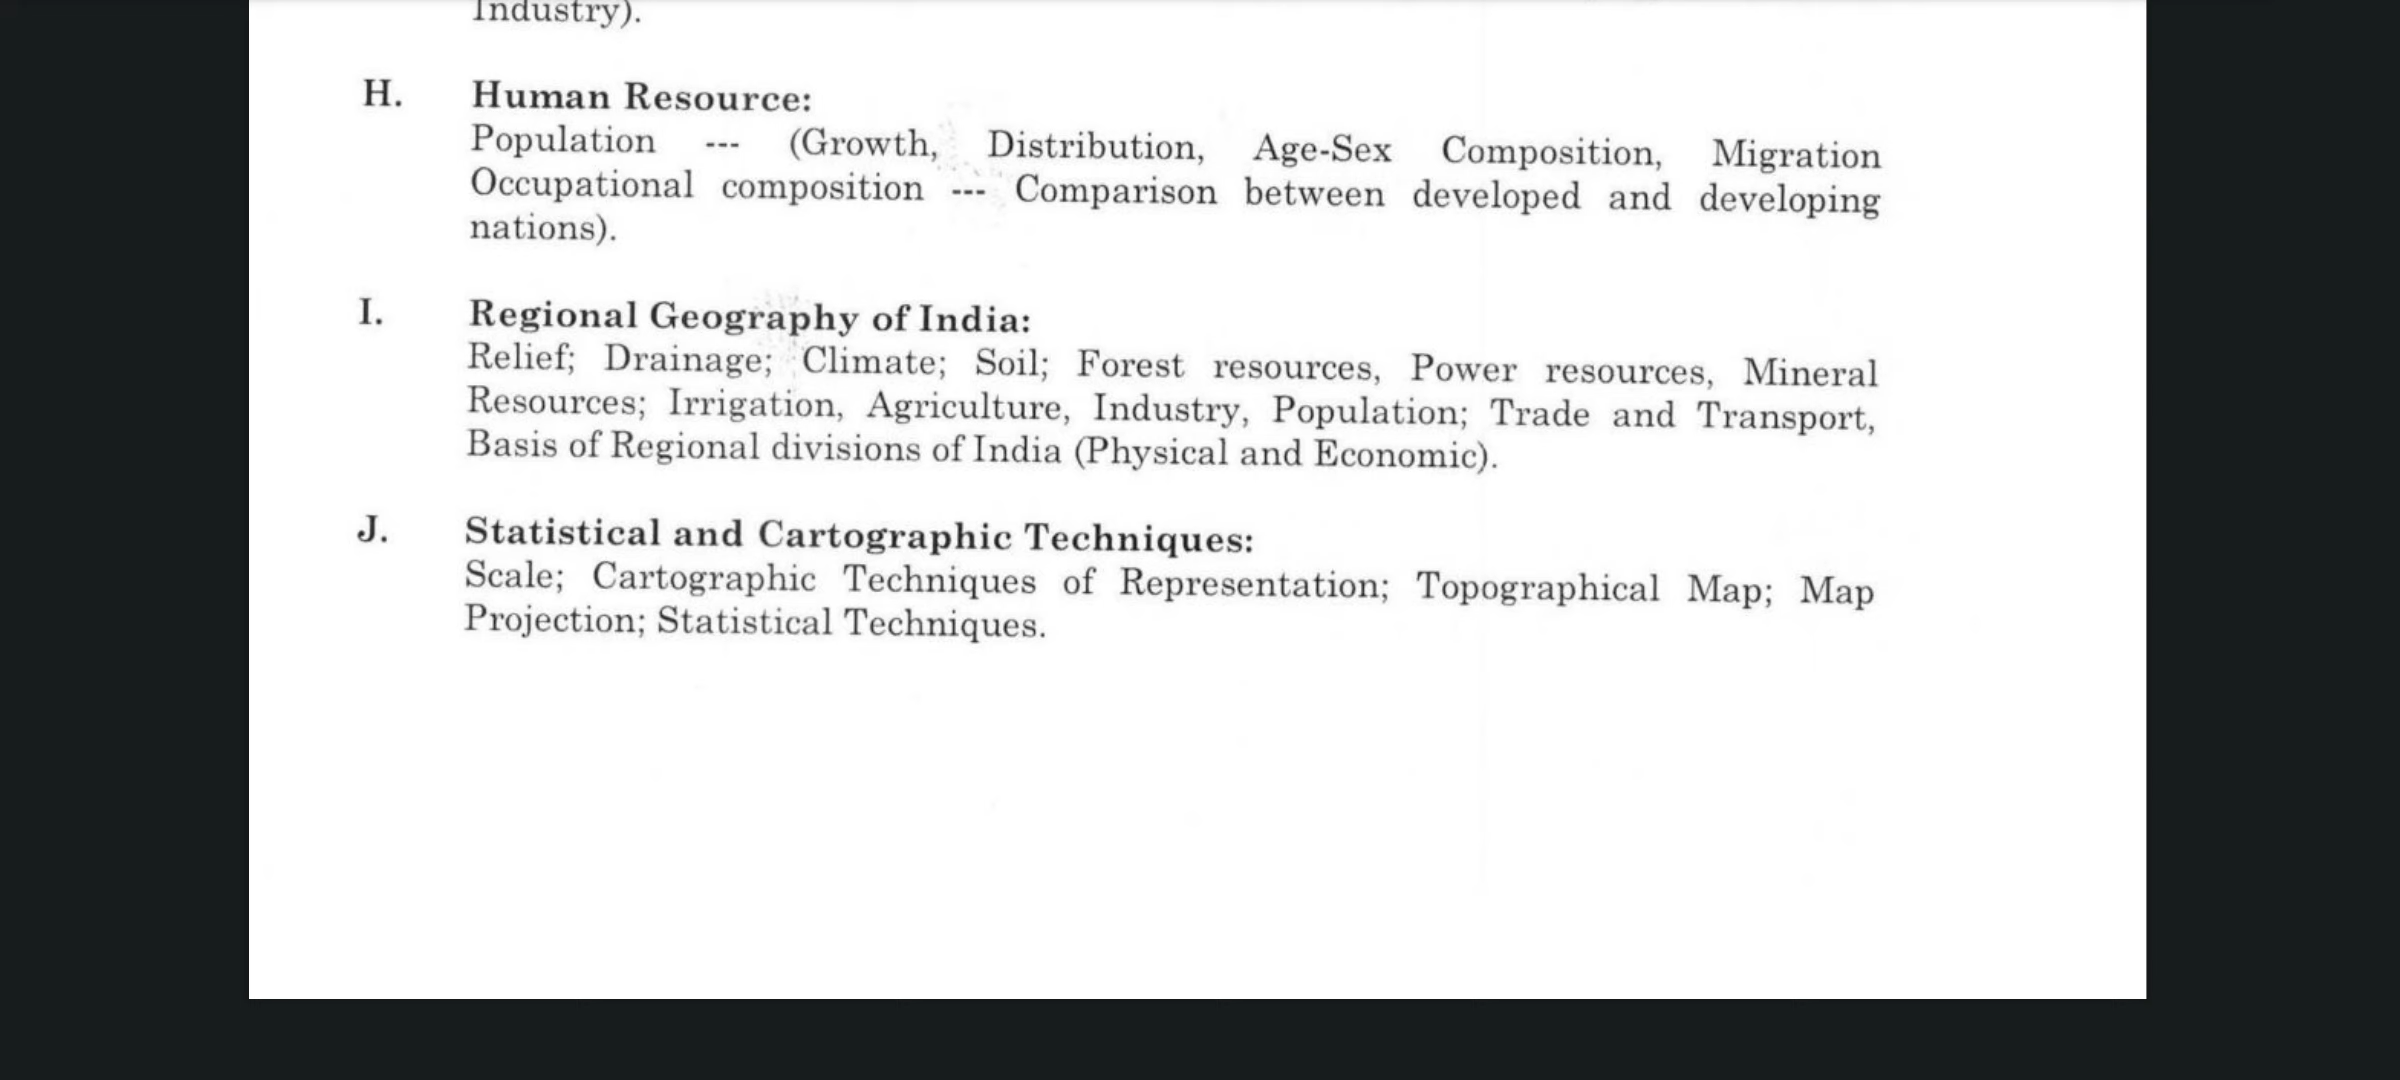 Industry).
H. Human Resource:
Population --- (Growth, Distribution, Age-Sex Composition, Migration
Occupational composition --- Comparison between developed and developing
nations).
I. Regional Geography of India:
Relief; Drainage; Climate; Soil; Forest resources, Power resources, Mineral
Resources; Irrigation, Agriculture, Industry, Population; Trade and Transport,
Basis of Regional divisions of India (Physical and Economic).
J. Statistical and Cartographic Techniques:
Scale; Cartographic Techniques of Representation; Topographical Map; Map
Projection; Statistical Techniques.